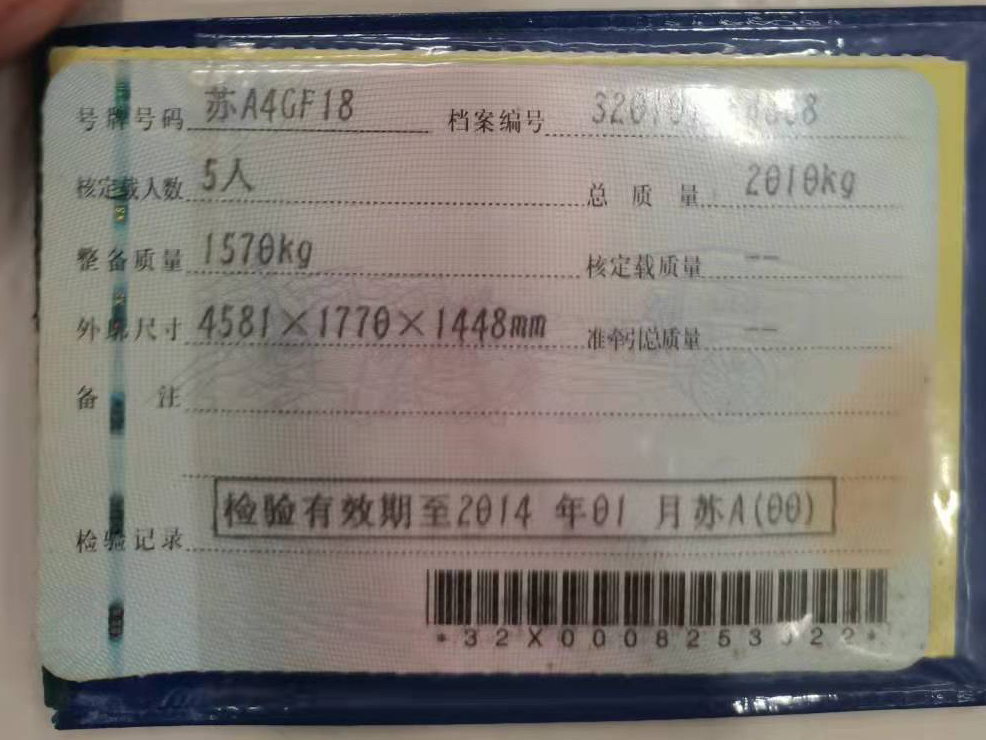 号牌号码 苏A4GF18 档案编号
核定载人数 5人 总质量 2010kg
整备质量 1570kg 核定载质量 --
外廓尺寸 4581×1770×1448mm 准牵引总质量 --
备注
检验记录 检验有效期至2014年01月苏A(00)